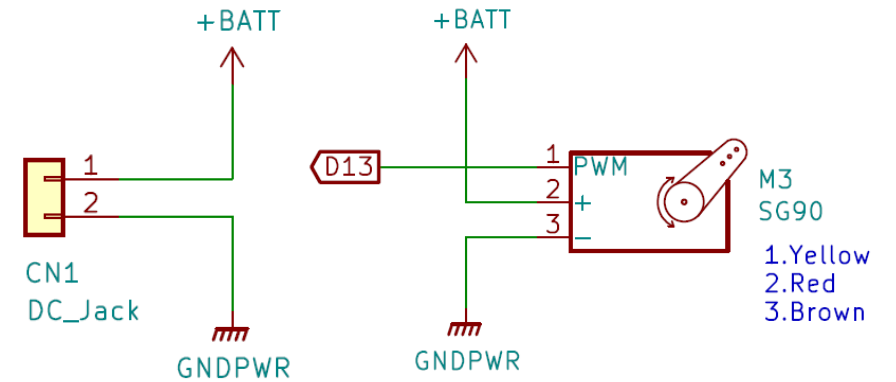 +BATT
1
2
CN1
DC_Jack
GNDPWR
+BATT
D13
1
PWM
2
+
3
-
M3
SG90
1.Yellow
2.Red
3.Brown
GNDPWR